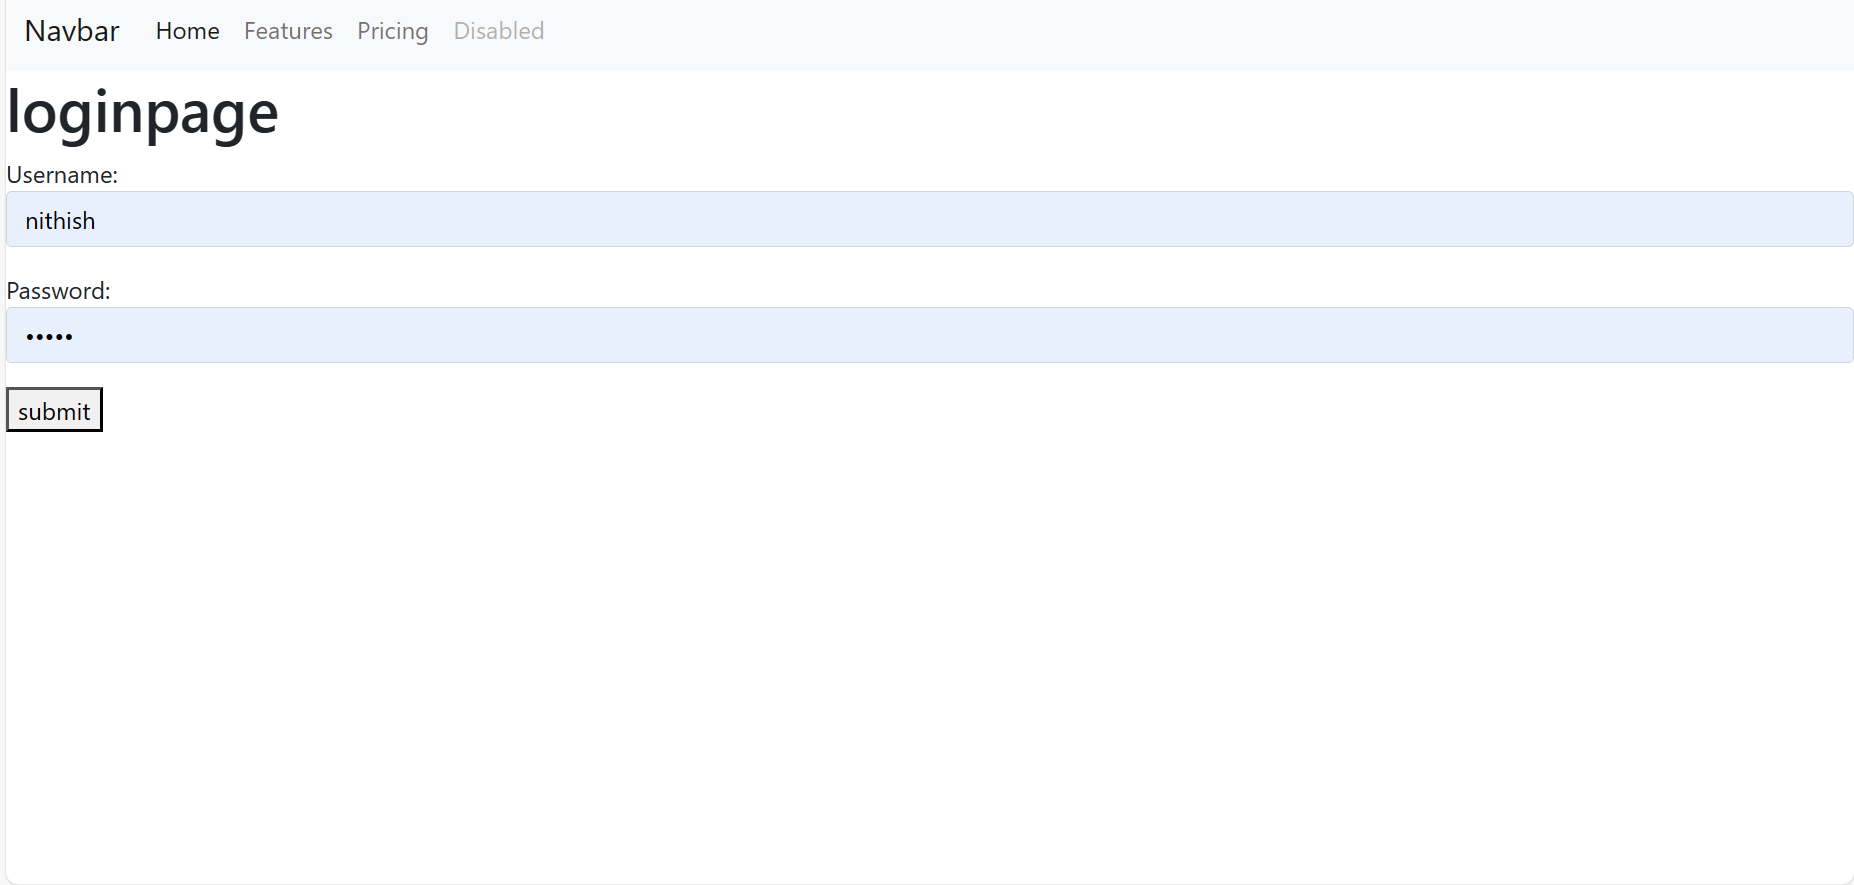 Navbar Home Features Pricing Disabled
loginpage
Username:
nithish
Password:
•••••
submit